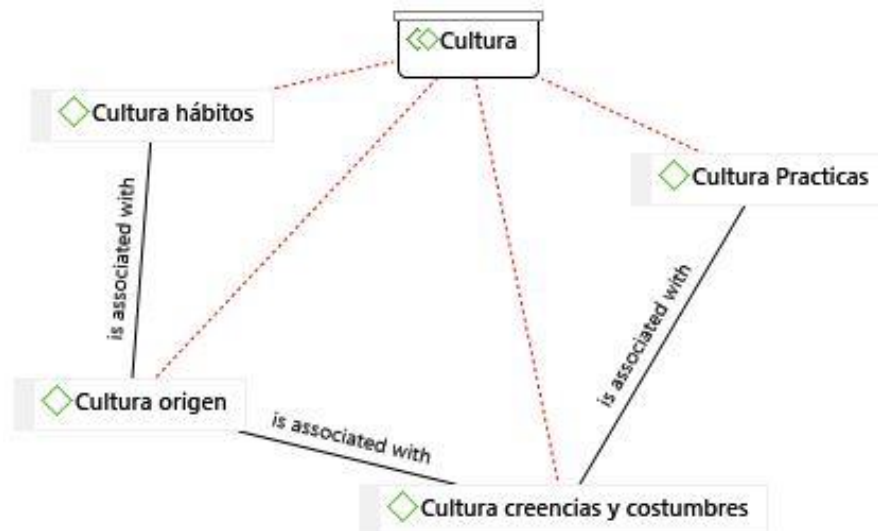 Cultura
Cultura hábitos
Cultura Practicas
is associated with
is associated with
Cultura origen
is associated with
Cultura creencias y costumbres